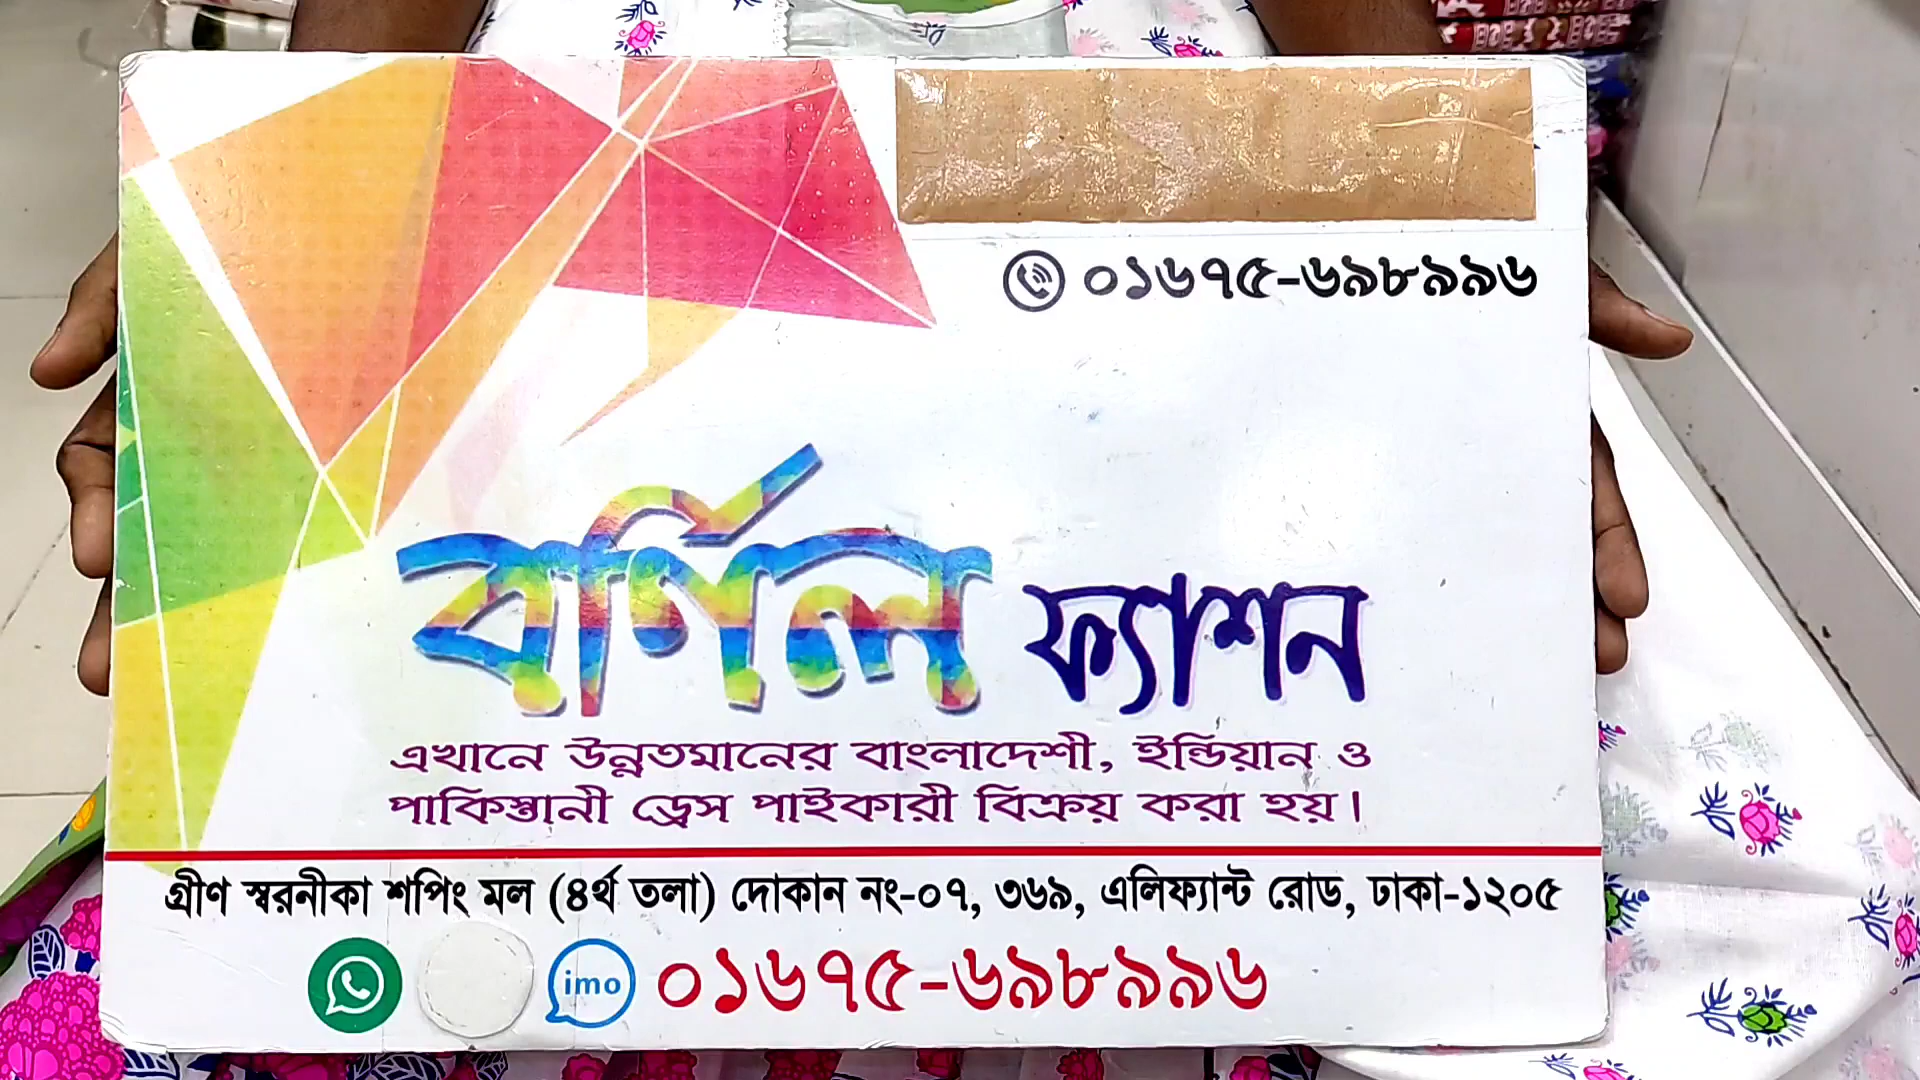 ০১৬৭৫-৬৯৮৯৯৬
বর্ণিল ফ্যাশন
এখানে উন্নতমানের বাংলাদেশী, ইন্ডিয়ান ও
পাকিস্তানী ড্রেস পাইকারী বিক্রয় করা হয়।
গ্রীণ স্বরনীকা শপিং মল (৪র্থ তলা) দোকান নং-০৭, ৩৬৯, এলিফ্যান্ট রোড, ঢাকা-১২০৫
imo ০১৬৭৫-৬৯৮৯৯৬